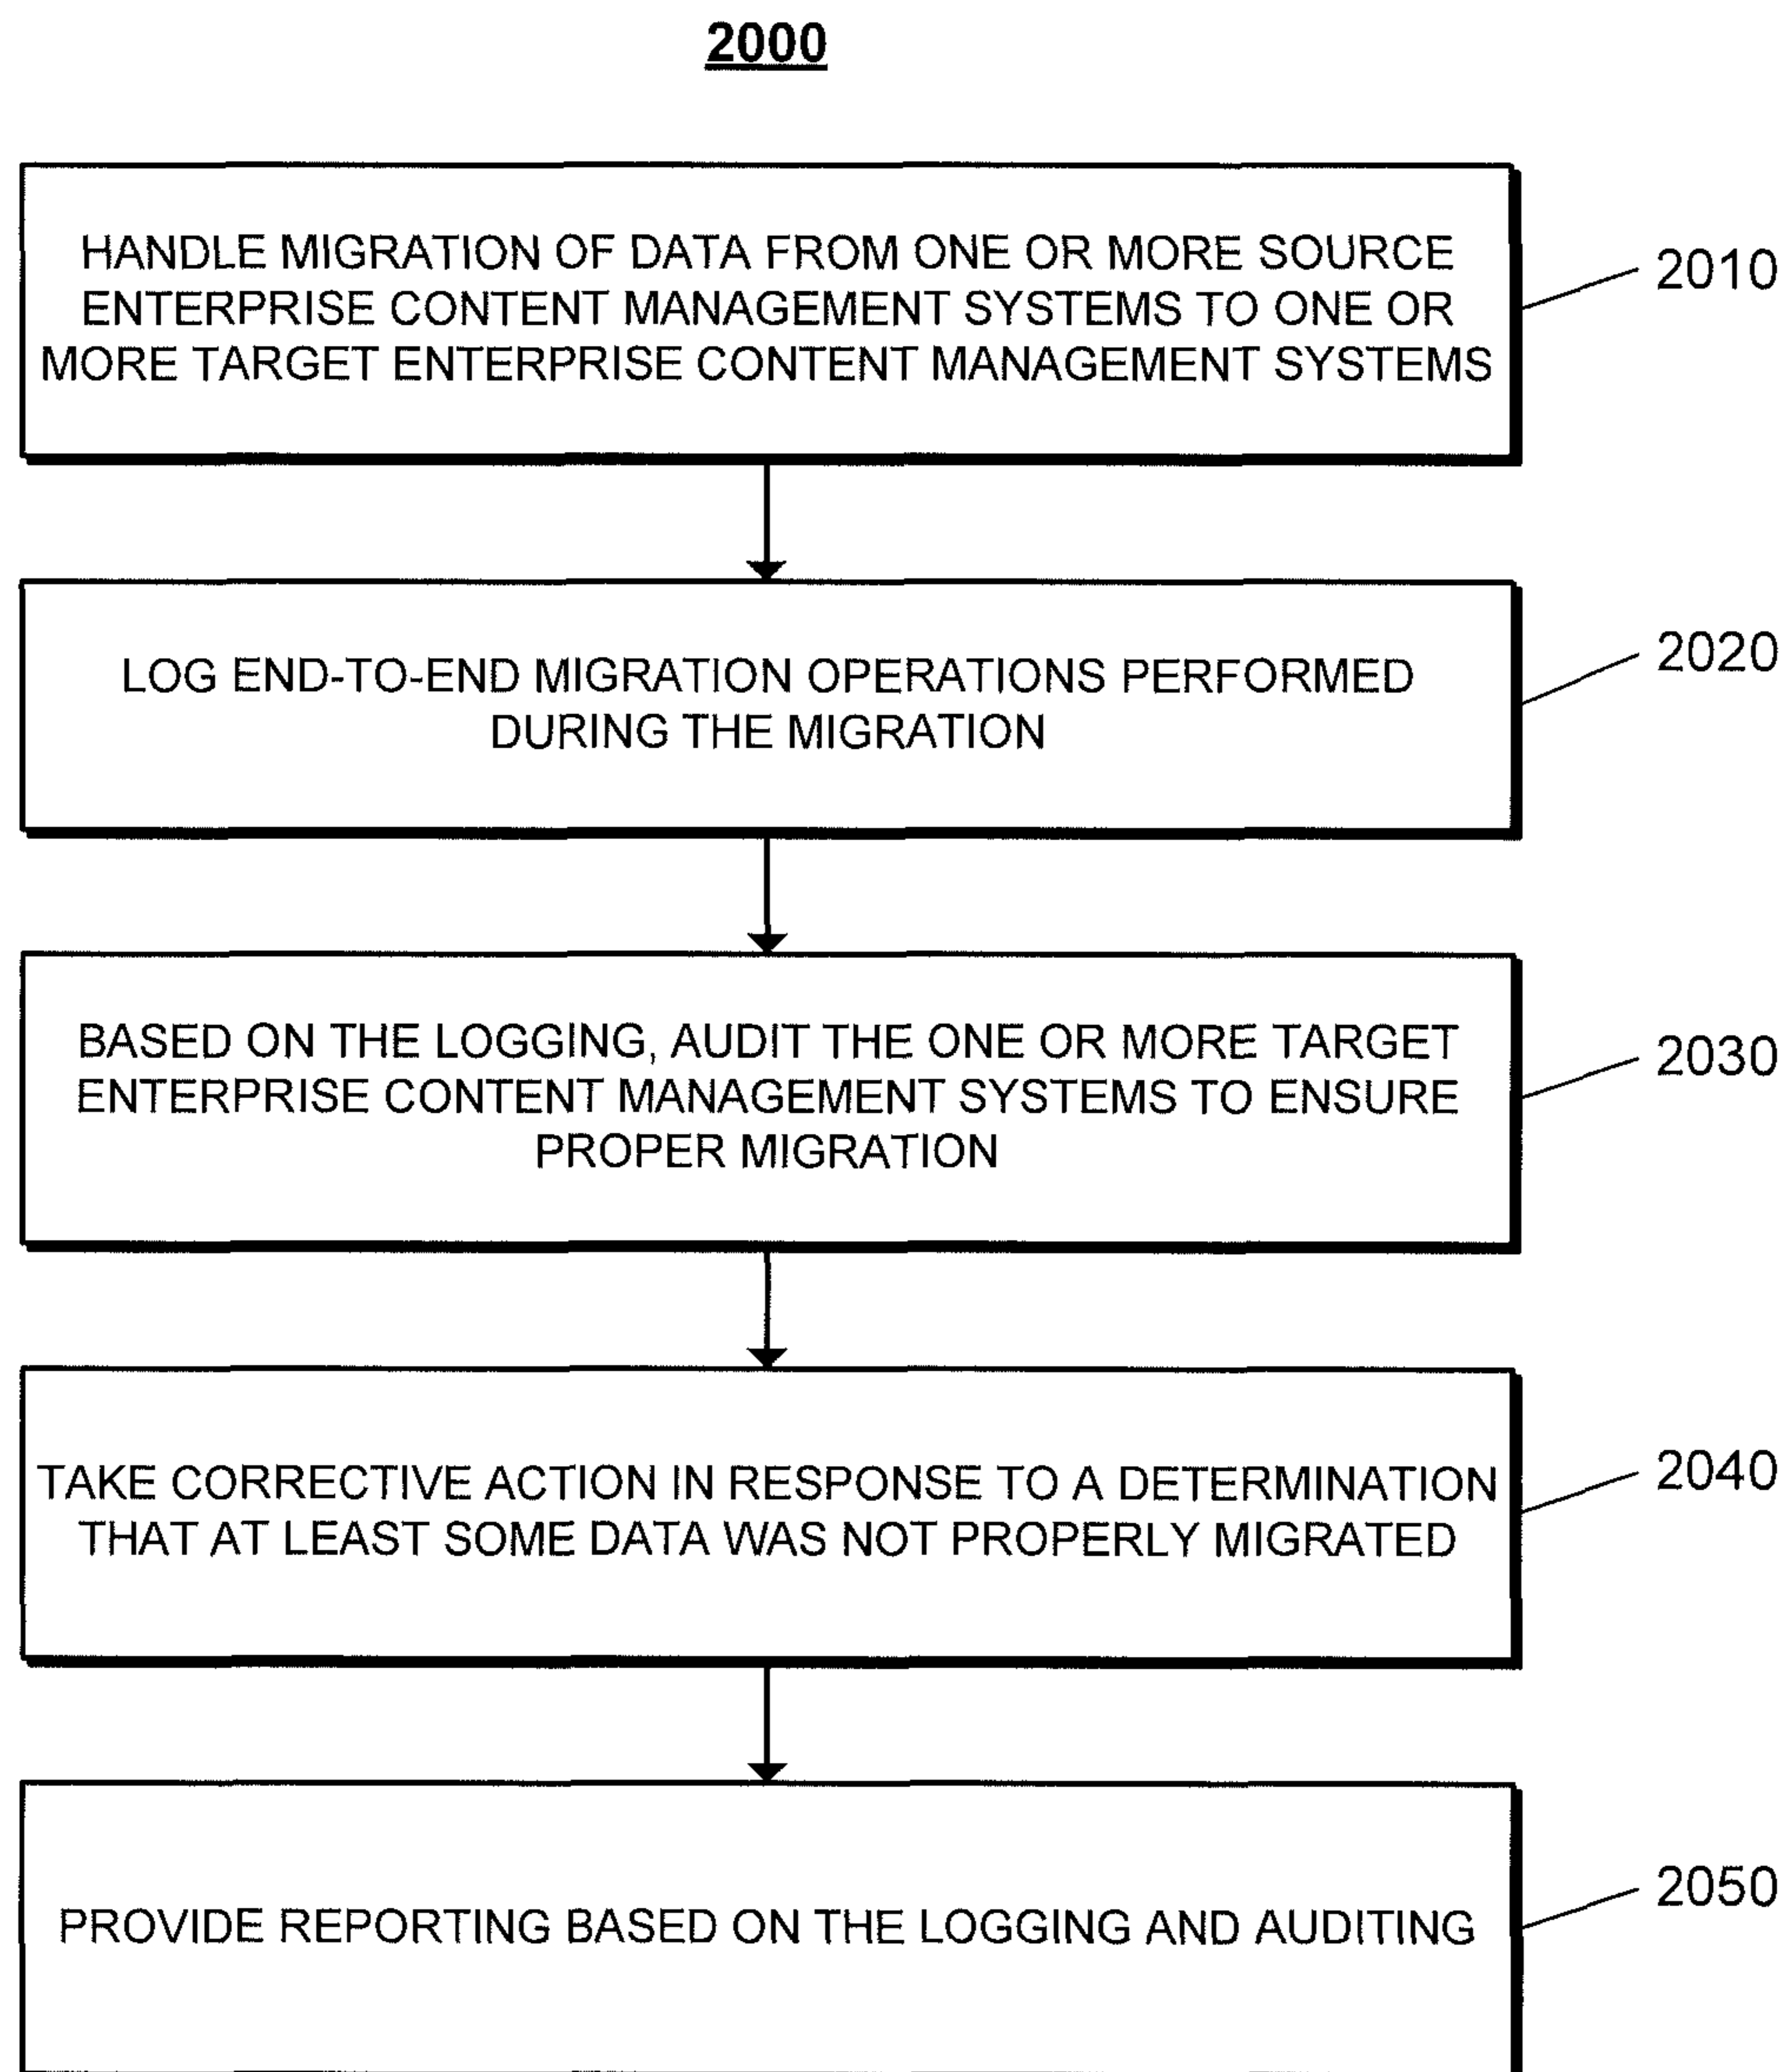 2000
HANDLE MIGRATION OF DATA FROM ONE OR MORE SOURCE
ENTERPRISE CONTENT MANAGEMENT SYSTEMS TO ONE OR
MORE TARGET ENTERPRISE CONTENT MANAGEMENT SYSTEMS
2010
LOG END-TO-END MIGRATION OPERATIONS PERFORMED
DURING THE MIGRATION
2020
BASED ON THE LOGGING, AUDIT THE ONE OR MORE TARGET
ENTERPRISE CONTENT MANAGEMENT SYSTEMS TO ENSURE
PROPER MIGRATION
2030
TAKE CORRECTIVE ACTION IN RESPONSE TO A DETERMINATION
THAT AT LEAST SOME DATA WAS NOT PROPERLY MIGRATED
2040
PROVIDE REPORTING BASED ON THE LOGGING AND AUDITING
2050